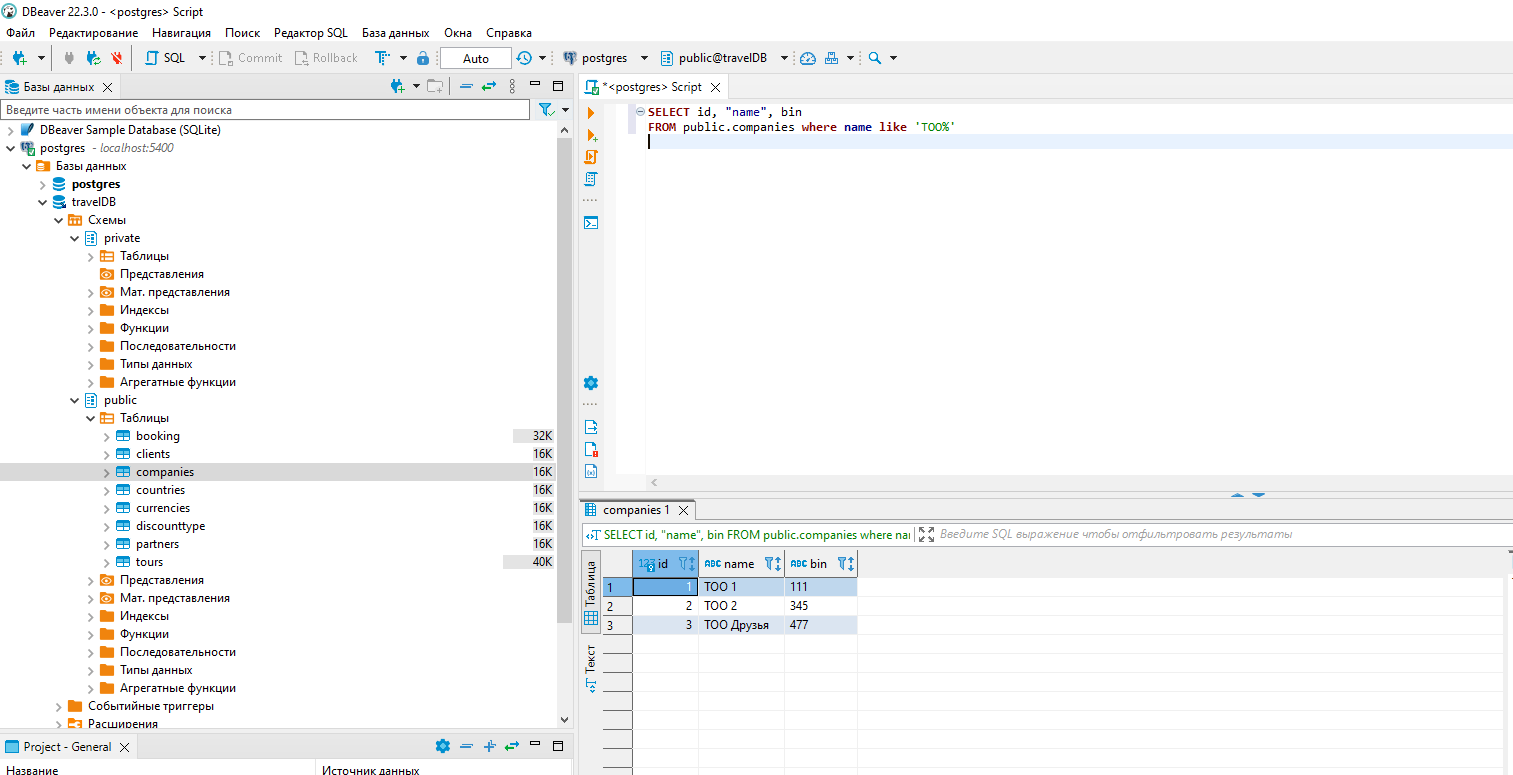 DBeaver 22.3.0 - <postgres> Script
Файл Редактирование Навигация Поиск Редактор SQL База данных Окна Справка
SQL Commit Rollback Auto postgres public@travelDB
Базы данных
Введите часть имени объекта для поиска
DBeaver Sample Database (SQLite)
postgres - localhost:5400
Базы данных
postgres
travelDB
Схемы
private
Таблицы
Представления
Мат. представления
Индексы
Функции
Последовательности
Типы данных
Агрегатные функции
public
Таблицы
booking 32K
clients 16K
companies 16K
countries 16K
currencies 16K
discounttype 16K
partners 16K
tours 40K
Представления
Мат. представления
Индексы
Функции
Последовательности
Типы данных
Агрегатные функции
Событийные триггеры
Расширения
Project - General
Название Источник данных
*<postgres> Script
SELECT id, "name", bin
FROM public.companies where name like 'ТОО%'
companies 1
SELECT id, "name", bin FROM public.companies where nar Введите SQL выражение чтобы отфильтровать результаты
Таблица
Текст
123 id ABC name ABC bin
1 1 ТОО 1 111
2 2 ТОО 2 345
3 3 ТОО Друзья 477